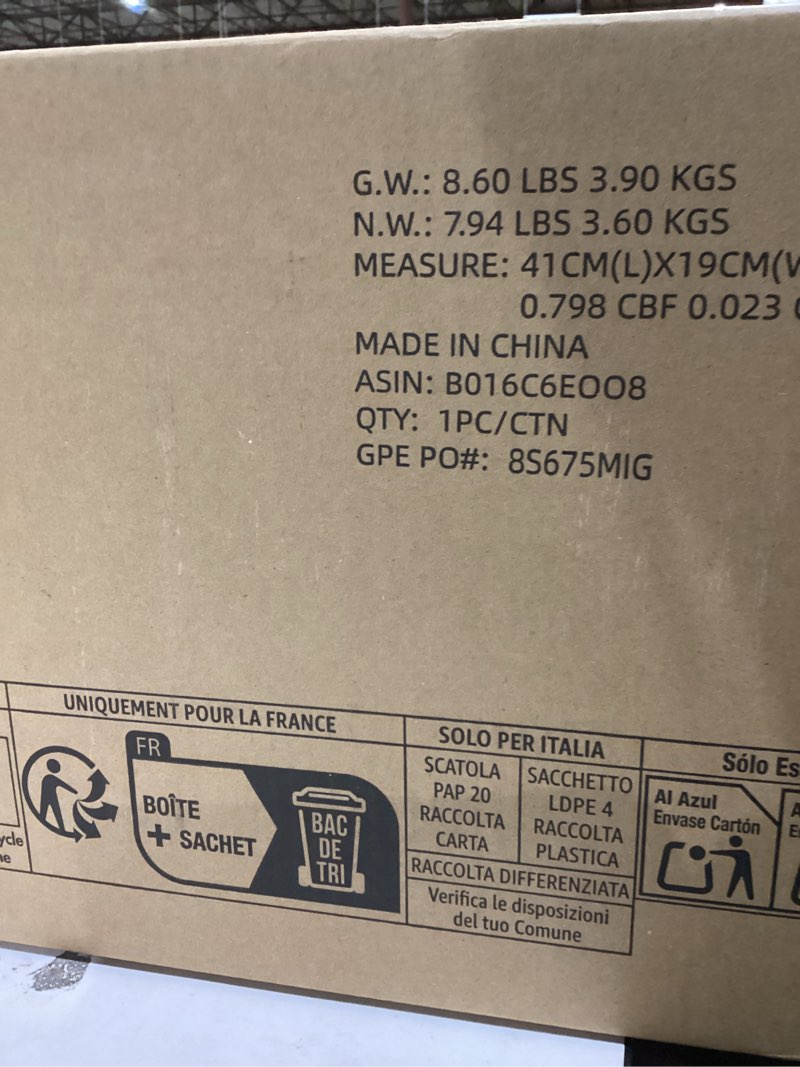 G.W.: 8.60 LBS 3.90 KGS
N.W.: 7.94 LBS 3.60 KGS
MEASURE: 41CM(L)X19CM(W
0.798 CBF 0.023
MADE IN CHINA
ASIN: B016C6EOO8
QTY: 1PC/CTN
GPE PO#: 8S675MIG
UNIQUEMENT POUR LA FRANCE
FR
BOÎTE
+ SACHET
BAC
DE
TRI
SOLO PER ITALIA
SCATOLA
PAP 20
RACCOLTA
CARTA
SACCHETTO
LDPE 4
RACCOLTA
PLASTICA
RACCOLTA DIFFERENZIATA
Verifica le disposizioni
del tuo Comune
Sólo Es
Al Azul
Envase Cartón